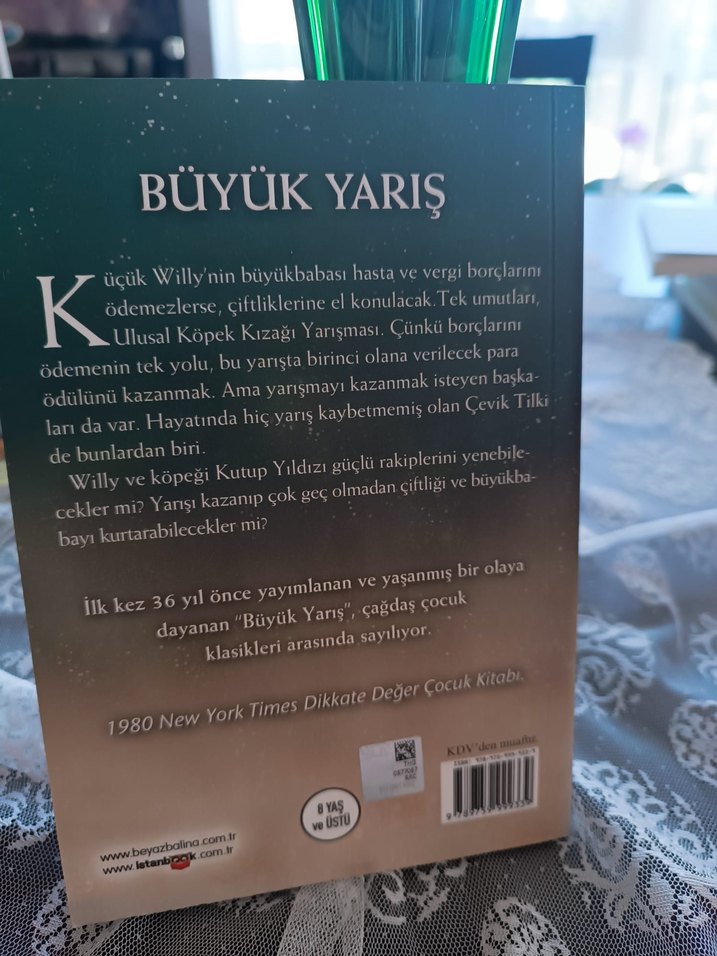 BÜYÜK YARIŞ
Küçük Willy'nin büyükbabası hasta ve vergi borçlarını
ödemezlerse, çiftliklerine el konulacak.Tek umutları,
Ulusal Köpek Kızağı Yarışması. Çünkü borçlarını
ödemenin tek yolu, bu yarışta birinci olana verilecek para
ödülünü kazanmak. Ama yarışmayı kazanmak isteyen başka-
ları da var. Hayatında hiç yarış kaybetmemiş olan Çevik Tilki
de bunlardan biri.
Willy ve köpeği Kutup Yıldızı güçlü rakiplerini yenebile-
cekler mi? Yarışı kazanıp çok geç olmadan çiftliği ve büyükba-
bayı kurtarabilecekler mi?
İlk kez 36 yıl önce yayımlanan ve yaşanmış bir olaya
dayanan "Büyük Yarış", çağdaş çocuk
klasikleri arasında sayılıyor.
1980 New York Times Dikkate Değer Çocuk Kitabı.
KDV'den muaftır.
8 YAŞ
ve ÜSTÜ
www.beyazbalina.com.tr
www.istanbook.com.tr